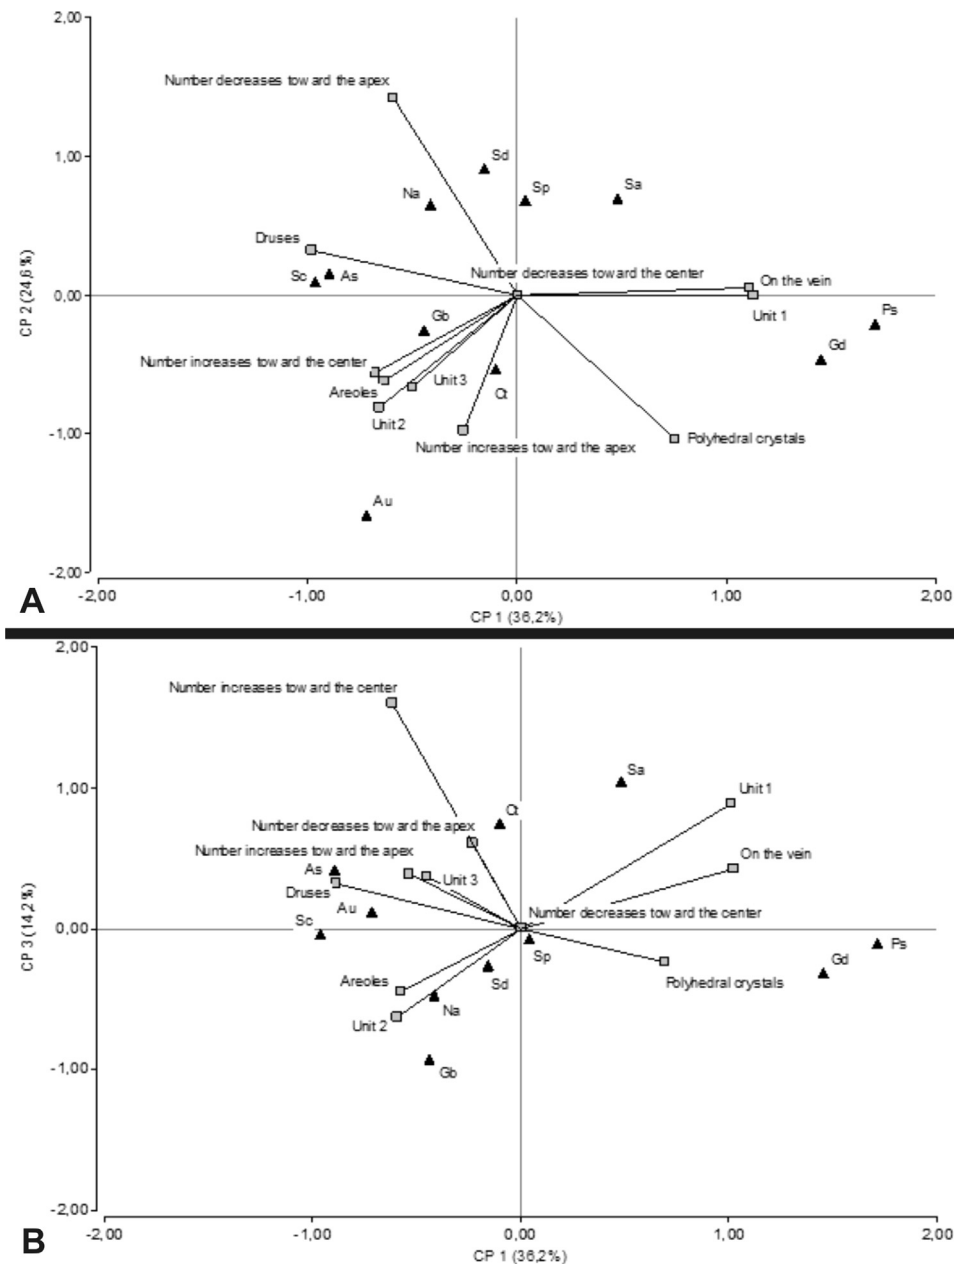 2,00
Number decreases tow ard the apex
Sd
1,00
Na
Sp
Sa
Druses
So
As
Number decreases toward the center
On the vein
0,00
CP 2 (24,6%)
Gb
Unit 1
Ps
Gd
Number increases tow ard the center
Areoles
Unit 3
Ct
Unit 2
-1,00
Number increases tow ard the apex
Polyhedral crystals
Au
-2,00
A
-2,00 -1,00 0,00 1,00 2,00
CP 1 (36,2%)
2,00
Number increases tow ard the center
Sa
1,00
Unit 1
Ct
Number decreases tow ard the apex
Number increases tow ard the apex
On the vein
As
Unit 3
Druses
Au
Sc
Number decreases toward the center
0,00
CP 3 (14,2%)
Sp
Ps
Gd
Sd
Areoles
Polyhedral crystals
Na
Unit 2
-1,00
Gb
-2,00
B
-2,00 -1,00 0,00 1,00 2,00
CP 1 (36,2%)